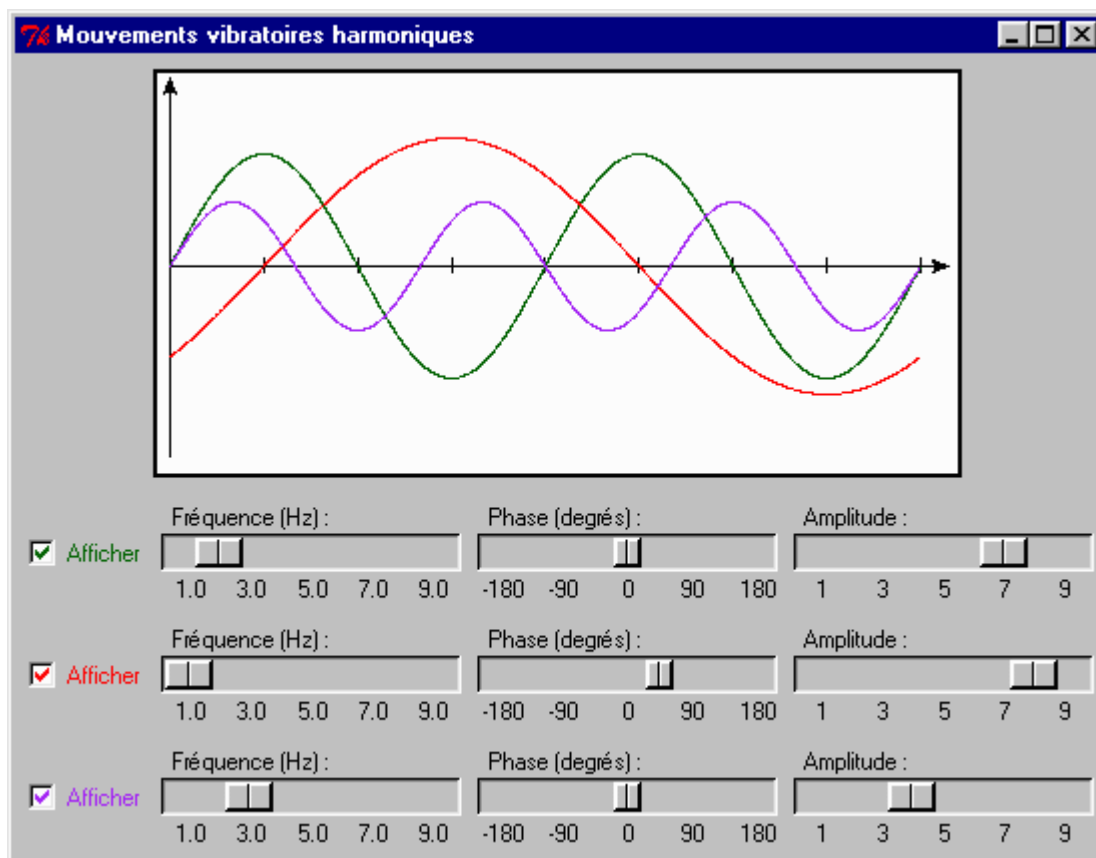 Mouvements vibratoires harmoniques
Fréquence (Hz) : Phase (degrés) : Amplitude :
Afficher
1.0 3.0 5.0 7.0 9.0 -180 -90 0 90 180 1 3 5 7 9
Fréquence (Hz) : Phase (degrés) : Amplitude :
Afficher
1.0 3.0 5.0 7.0 9.0 -180 -90 0 90 180 1 3 5 7 9
Fréquence (Hz) : Phase (degrés) : Amplitude :
Afficher
1.0 3.0 5.0 7.0 9.0 -180 -90 0 90 180 1 3 5 7 9